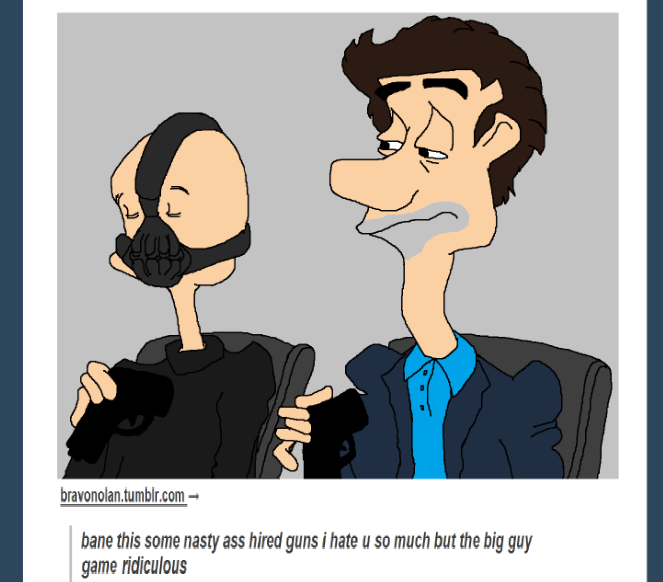 bravonolan.tumblr.com →
bane this some nasty ass hired guns i hate u so much but the big guy
game ridiculous